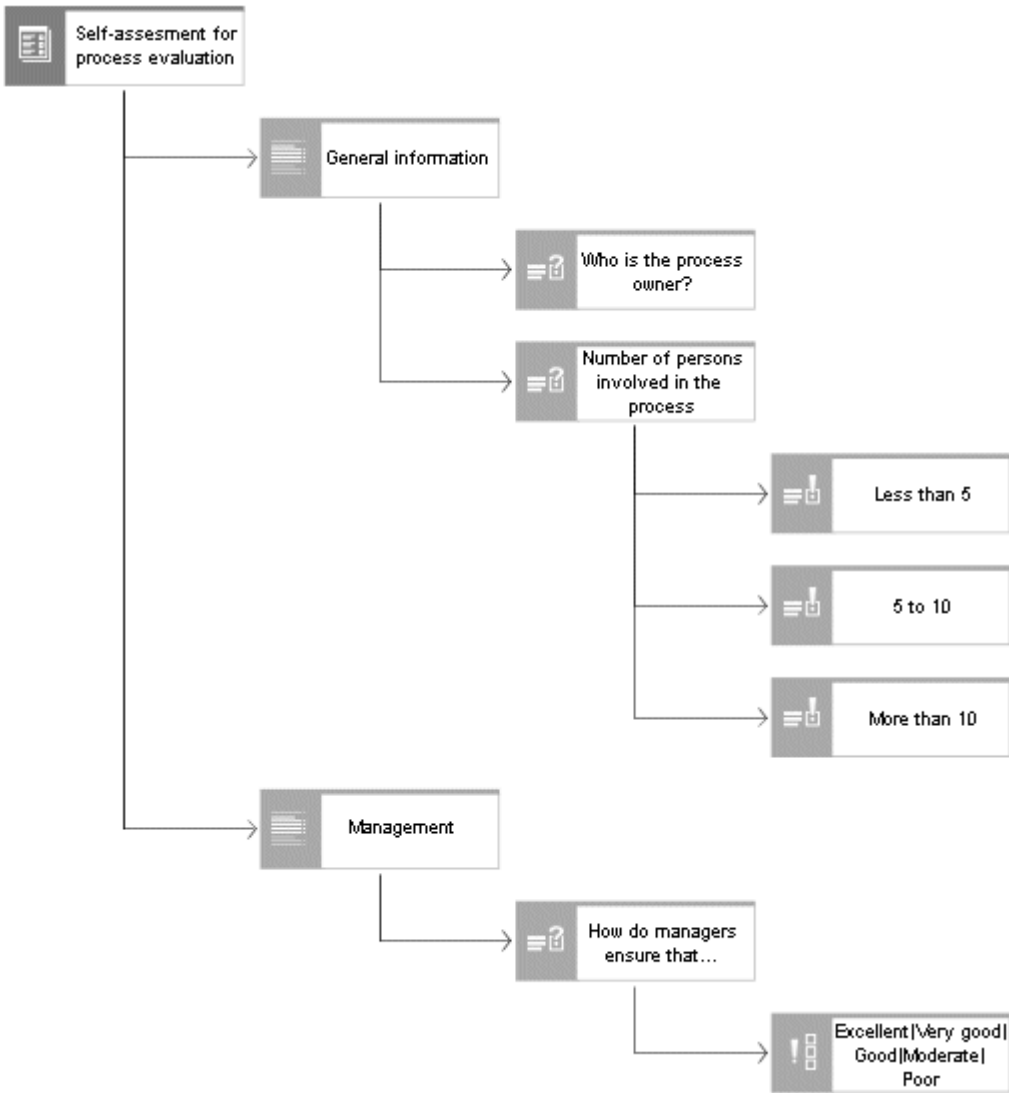 Self-assesment for
process evaluation
General information
Who is the process
owner?
Number of persons
involved in the
process
Less than 5
5 to 10
More than 10
Management
How do managers
ensure that...
Excellent|Very good|
Good|Moderate|
Poor